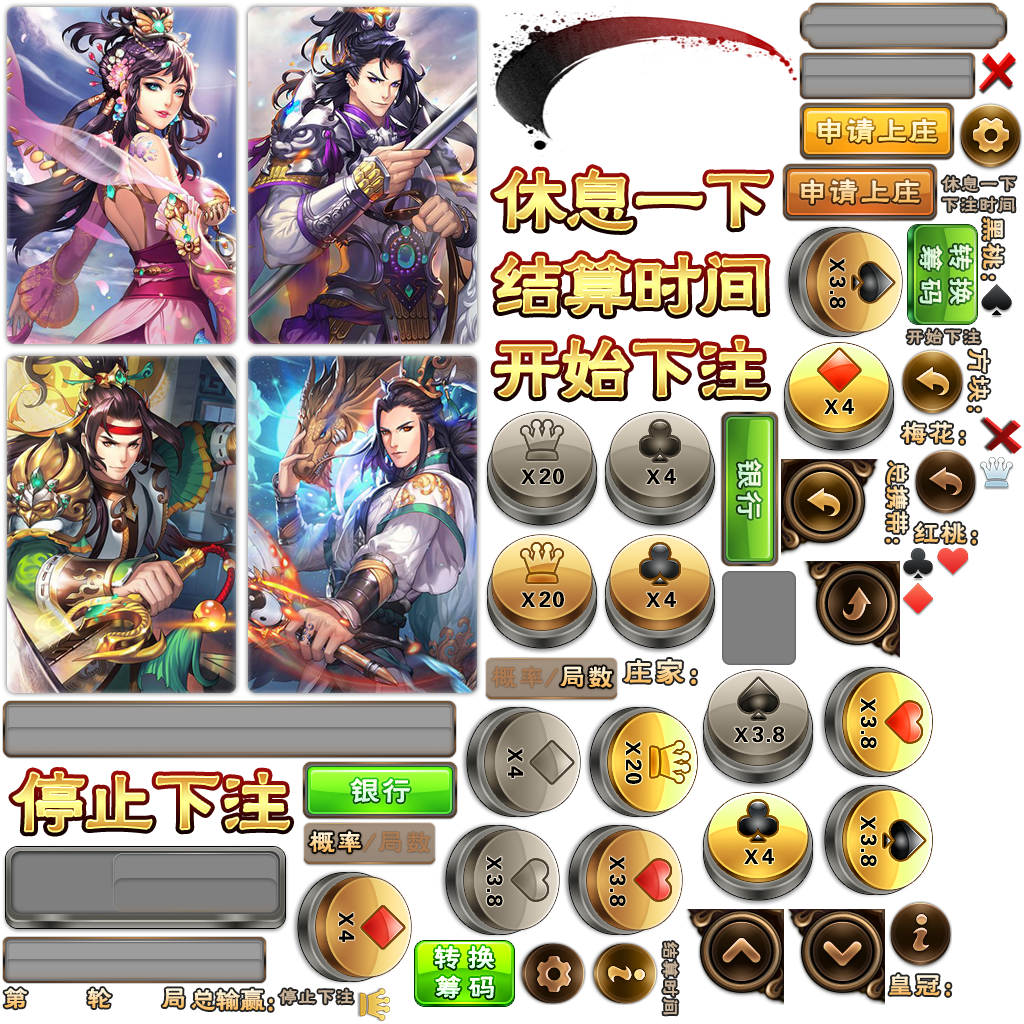 申请上庄
申请上庄
休息一下
下注时间
休息一下
结算时间
开始下注
黑桃:
转换
筹码
X3.8
开始下注
方块:
X4
梅花:
X20
X4
银行
总携带:
红桃:
X20
X4
概率/局数
庄家:
X3.8
X3.8
X4
X20
停止下注
银行
概率/局数
X4
X3.8
X3.8
X3.8
X4
X4
转换
筹码
结算时间
皇冠:
第 轮 局
总输赢:
停止下注